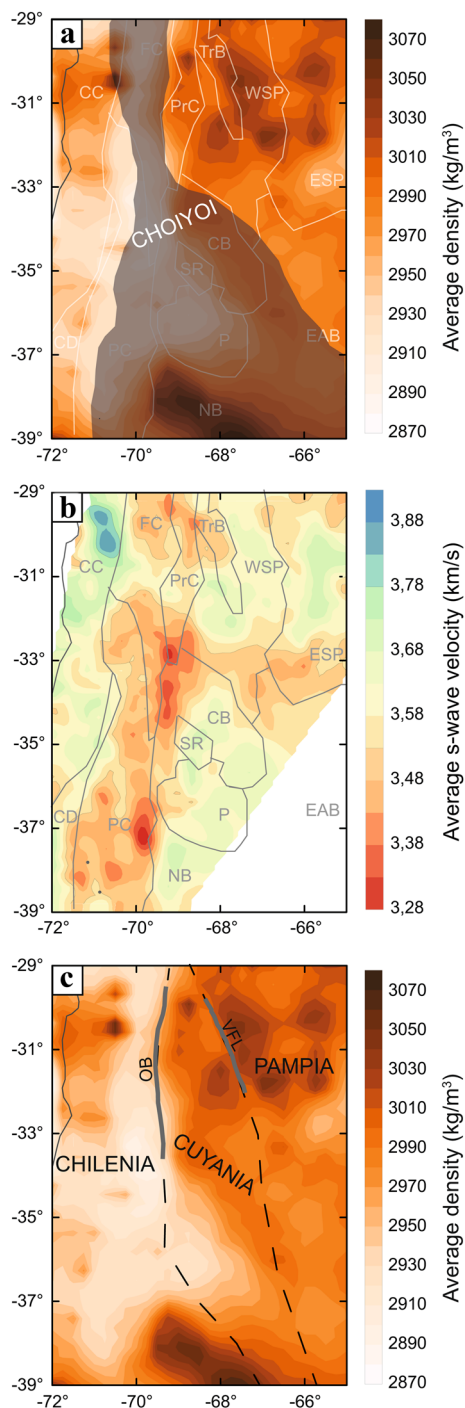 a
FC
TrB
CC
PrC
WSP
ESP
CHOIYOI
CB
SR
CD
PC
P
EAB
NB
-29°
-31°
-33°
-35°
-37°
-39°
-72 -70 -68 -66
3070
3050
3030
3010
2990
2970
2950
2930
2910
2890
2870
Average density (kg/m³)
b
FC
TrB
CC
PrC
WSP
ESP
CB
SR
CD
PC
P
EAB
NB
-29°
-31°
-33°
-35°
-37°
-39°
-72 -70 -68 -66
3,88
3,78
3,68
3,58
3,48
3,38
3,28
Average s-wave velocity (km/s)
c
VFL
OB
PAMPIA
CHILENIA
CUYANIA
-29°
-31°
-33°
-35°
-37°
-39°
-72 -70 -68 -66
3070
3050
3030
3010
2990
2970
2950
2930
2910
2890
2870
Average density (kg/m³)